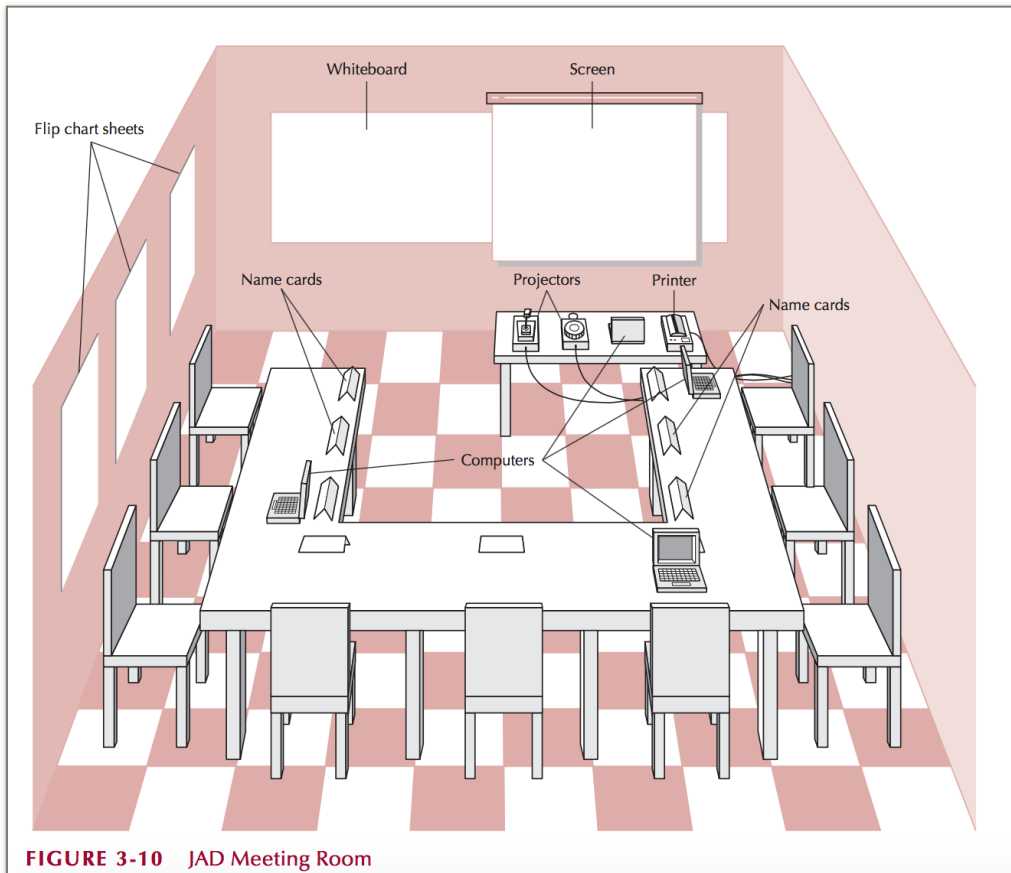 Whiteboard
Screen
Flip chart sheets
Name cards
Projectors
Printer
Name cards
Computers
FIGURE 3-10 JAD Meeting Room